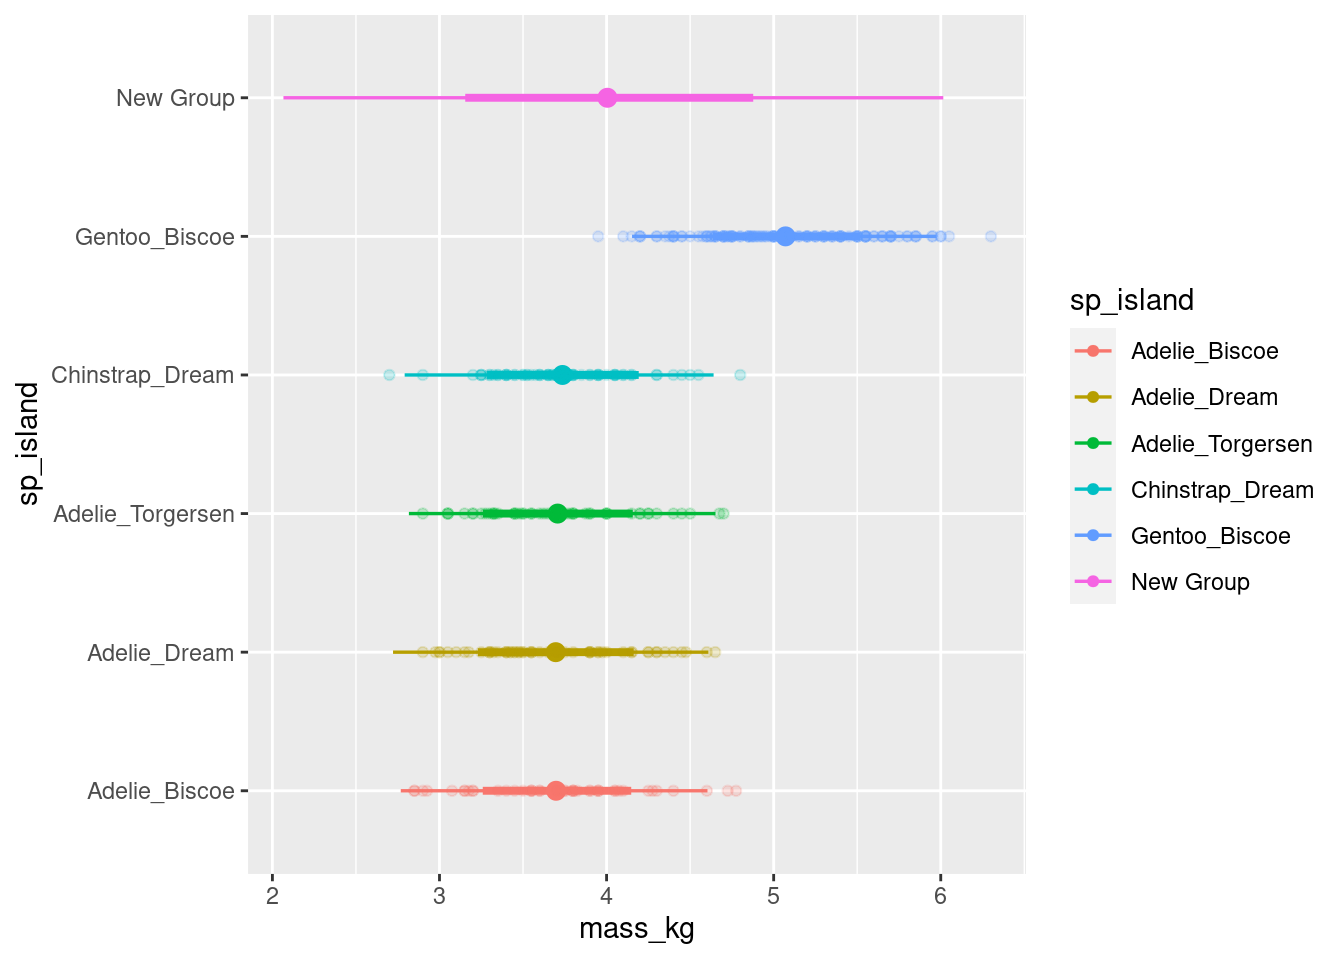 New Group
Gentoo_Biscoe
Chinstrap_Dream
Adelie_Torgersen
Adelie_Dream
Adelie_Biscoe
sp_island
2 3 4 5 6
mass_kg
sp_island
Adelie_Biscoe
Adelie_Dream
Adelie_Torgersen
Chinstrap_Dream
Gentoo_Biscoe
New Group